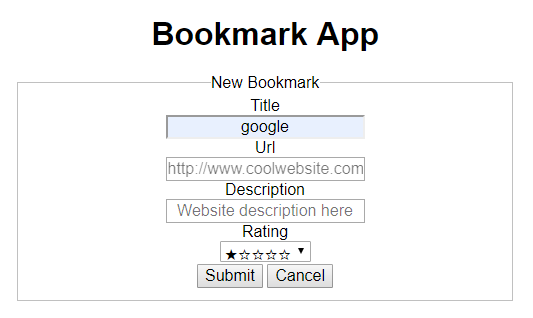 Bookmark App
New Bookmark
Title
google
Url
http://www.coolwebsite.com
Description
Website description here
Rating
★☆☆☆☆ ▼
Submit Cancel